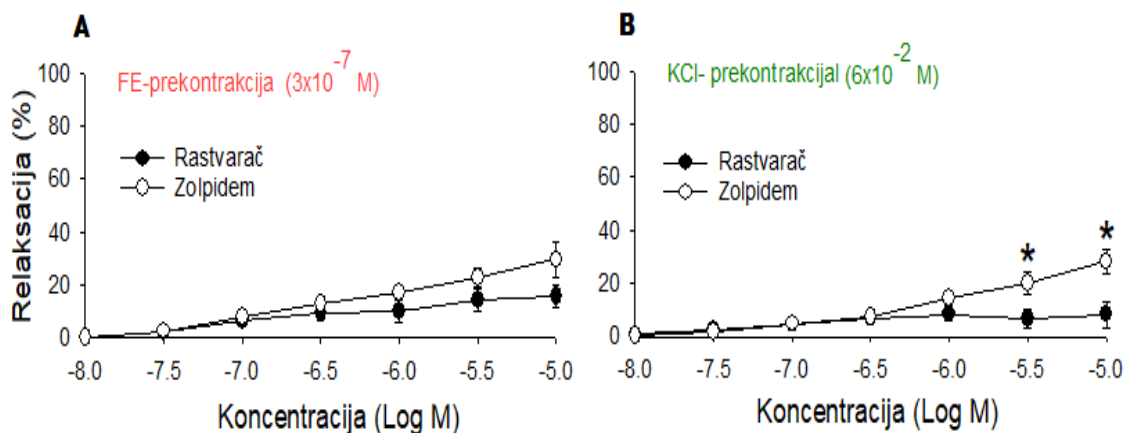 A
FE-prekontrakcija (3x10⁻⁷ M)
Relaksacija (%)
100
80
60
40
20
0
Rastvarač
Zolpidem
-8.0 -7.5 -7.0 -6.5 -6.0 -5.5 -5.0
Koncentracija (Log M)
B
KCl- prekontrakcijal (6x10⁻² M)
100
80
60
40
20
0
Rastvarač
Zolpidem
* *
-8.0 -7.5 -7.0 -6.5 -6.0 -5.5 -5.0
Koncentracija (Log M)